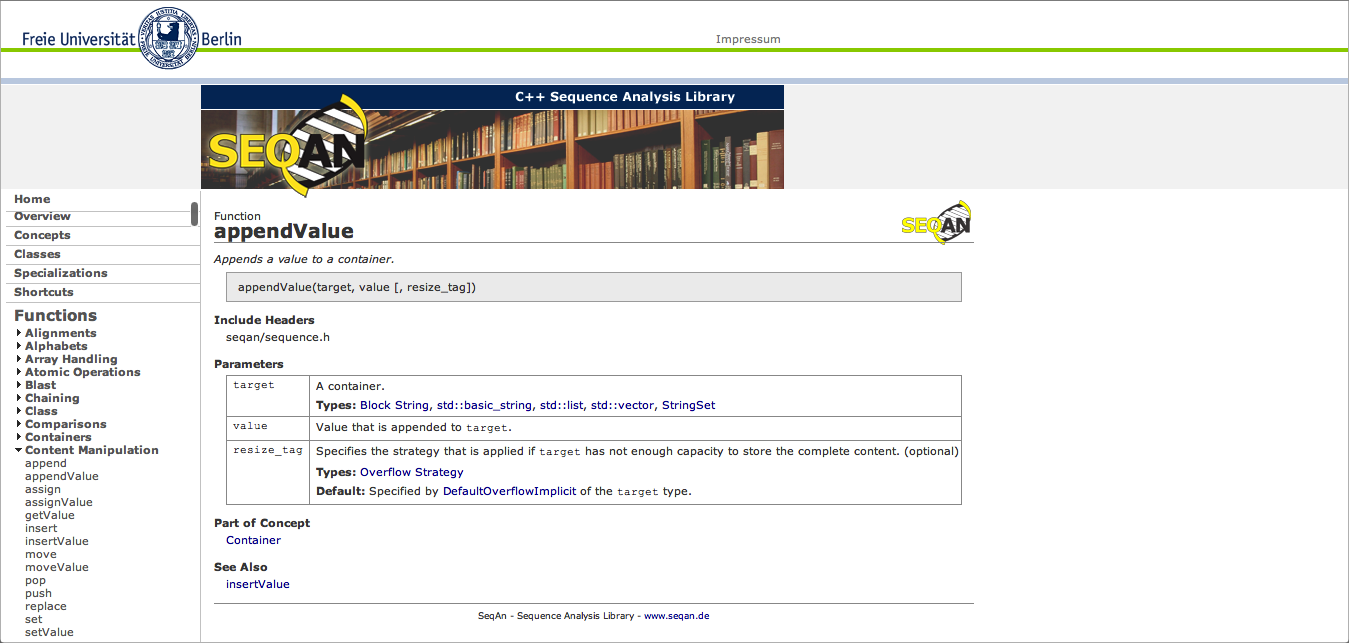 Freie Universität Berlin
Impressum
C++ Sequence Analysis Library
SEQAN
Home
Overview
Concepts
Classes
Specializations
Shortcuts
Functions
Alignments
Alphabets
Array Handling
Atomic Operations
Blast
Chaining
Class
Comparisons
Containers
Content Manipulation
append
appendValue
assign
assignValue
getValue
insert
insertValue
move
moveValue
pop
push
replace
set
setValue
Function
appendValue
SEQAN
Appends a value to a container.
appendValue(target, value [, resize_tag])
Include Headers
seqan/sequence.h
Parameters
target A container.
Types: Block String, std::basic_string, std::list, std::vector, StringSet
value Value that is appended to target.
resize_tag Specifies the strategy that is applied if target has not enough capacity to store the complete content. (optional)
Types: Overflow Strategy
Default: Specified by DefaultOverflowImplicit of the target type.
Part of Concept
Container
See Also
insertValue
SeqAn - Sequence Analysis Library - www.seqan.de